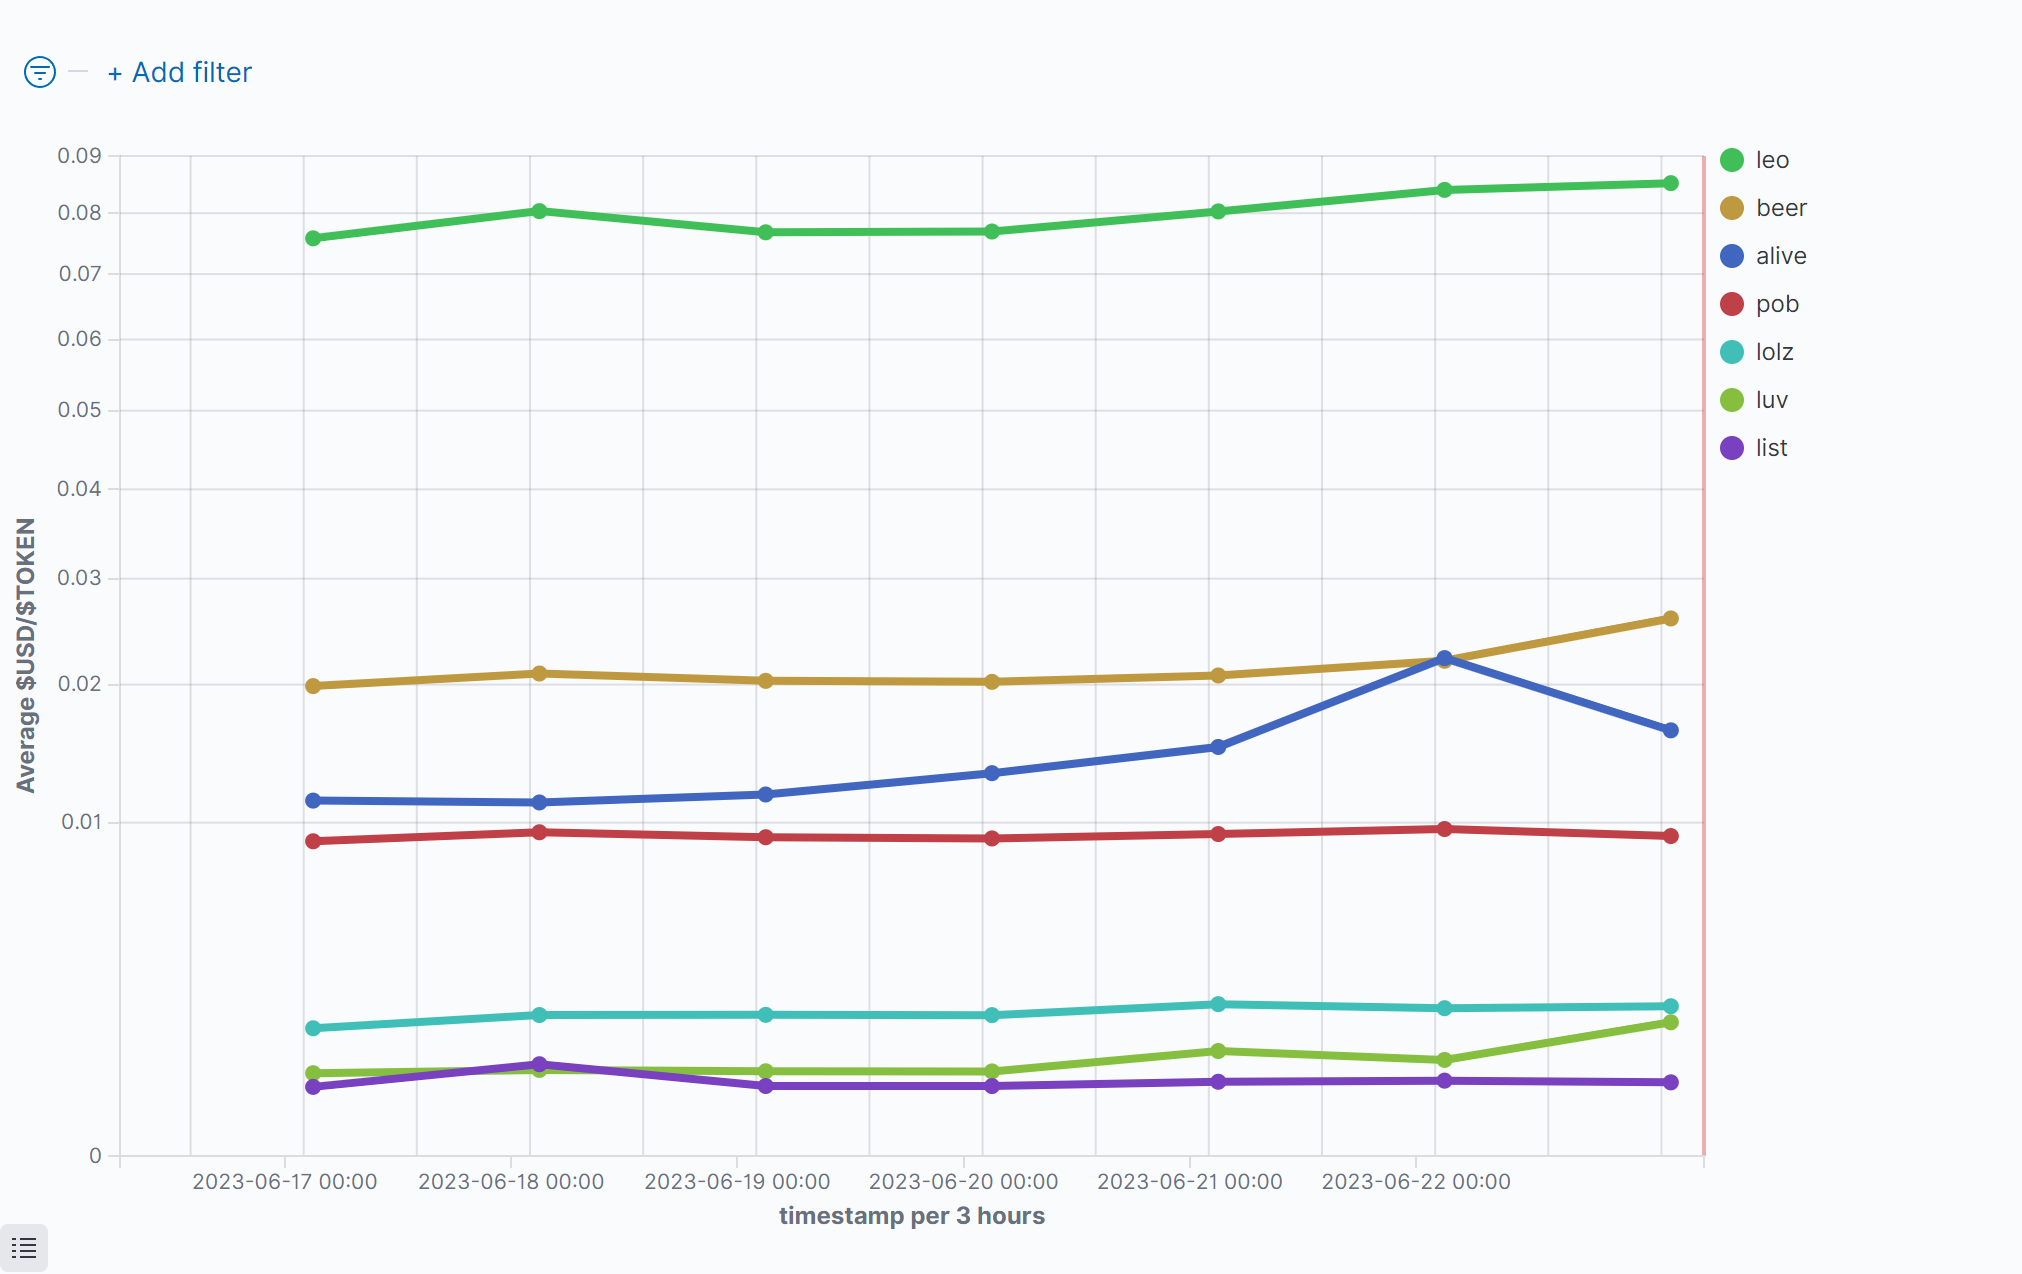 + Add filter
0.09
0.08
0.07
0.06
0.05
0.04
0.03
0.02
0.01
0
Average $USD/$TOKEN
2023-06-17 00:00 2023-06-18 00:00 2023-06-19 00:00 2023-06-20 00:00 2023-06-21 00:00 2023-06-22 00:00
timestamp per 3 hours
leo
beer
alive
pob
lolz
luv
list